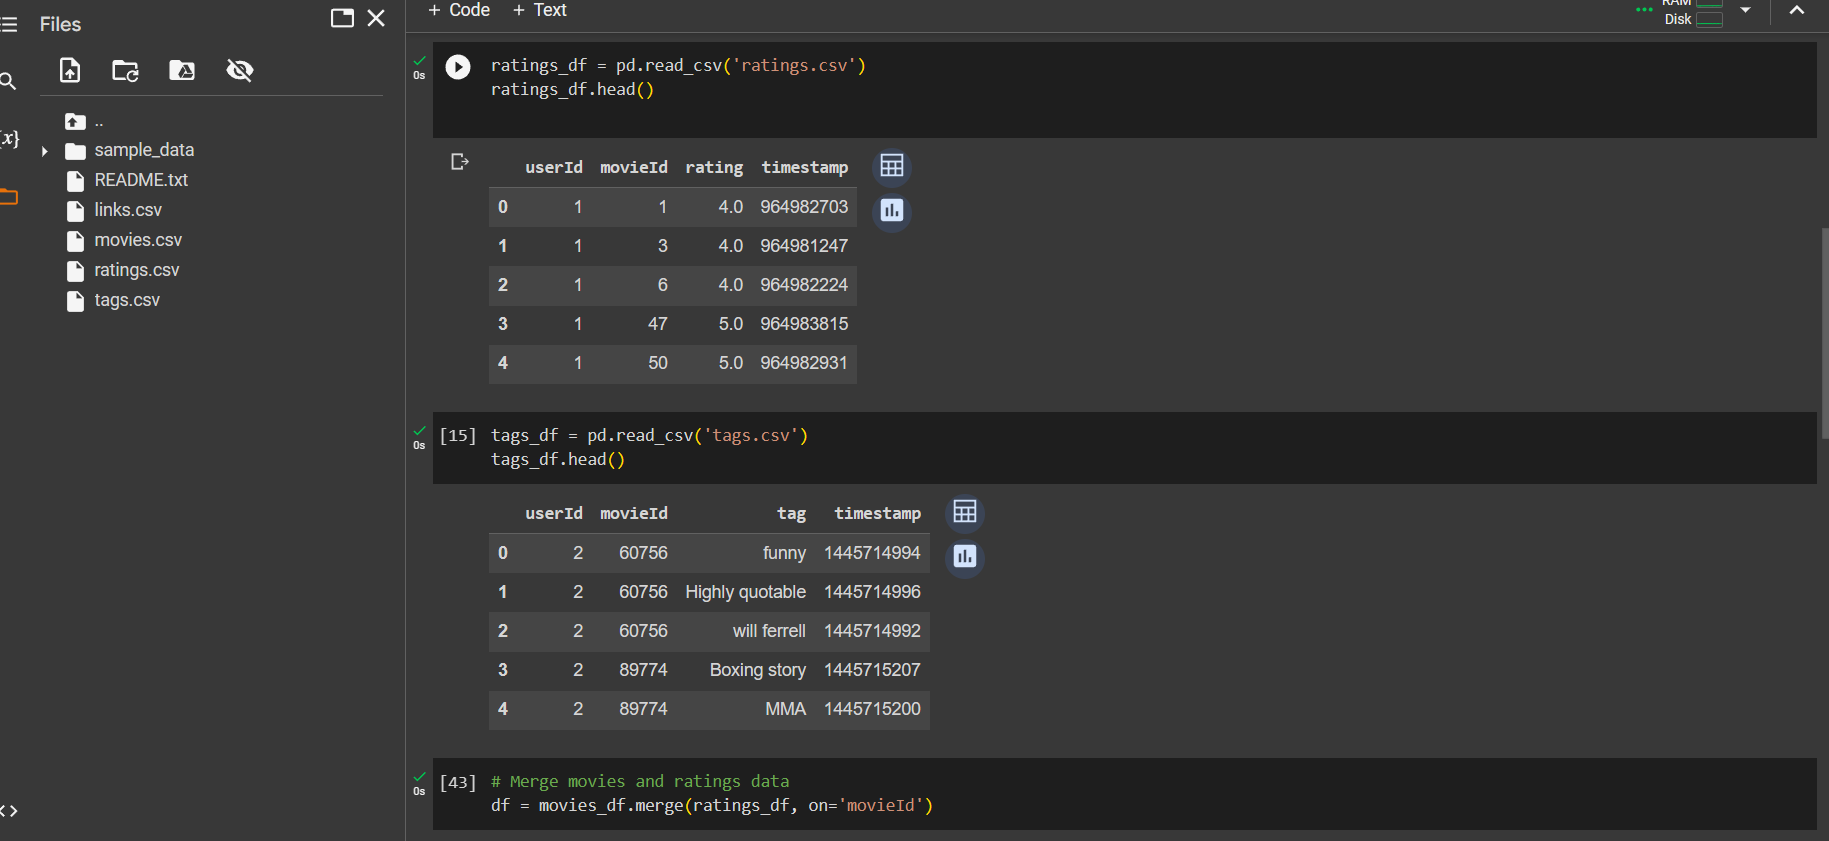 Files
..
sample_data
README.txt
links.csv
movies.csv
ratings.csv
tags.csv
{x}
<>
+ Code + Text
RAM
Disk
0s
ratings_df = pd.read_csv('ratings.csv')
ratings_df.head()
userId movieId rating timestamp
0 1 1 4.0 964982703
1 1 3 4.0 964981247
2 1 6 4.0 964982224
3 1 47 5.0 964983815
4 1 50 5.0 964982931
0s
[15] tags_df = pd.read_csv('tags.csv')
tags_df.head()
userId movieId tag timestamp
0 2 60756 funny 1445714994
1 2 60756 Highly quotable 1445714996
2 2 60756 will ferrell 1445714992
3 2 89774 Boxing story 1445715207
4 2 89774 MMA 1445715200
0s
[43] # Merge movies and ratings data
df = movies_df.merge(ratings_df, on='movieId')